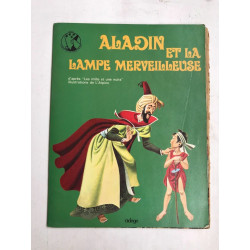 ALADIN
ET LA
LAMPE MERVEILLEUSE
D'après "Les mille et une nuits"
Illustrations de